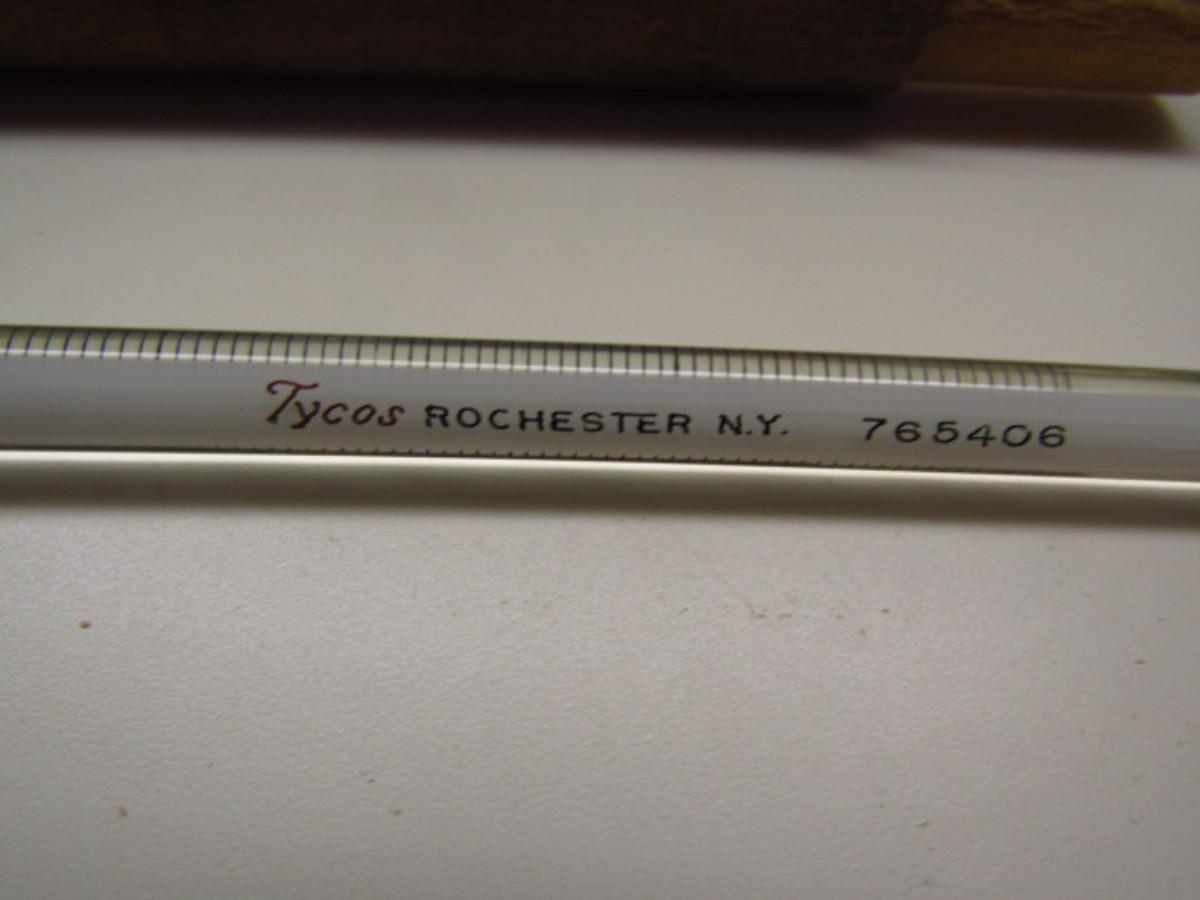 Tycos ROCHESTER N.Y. 765406